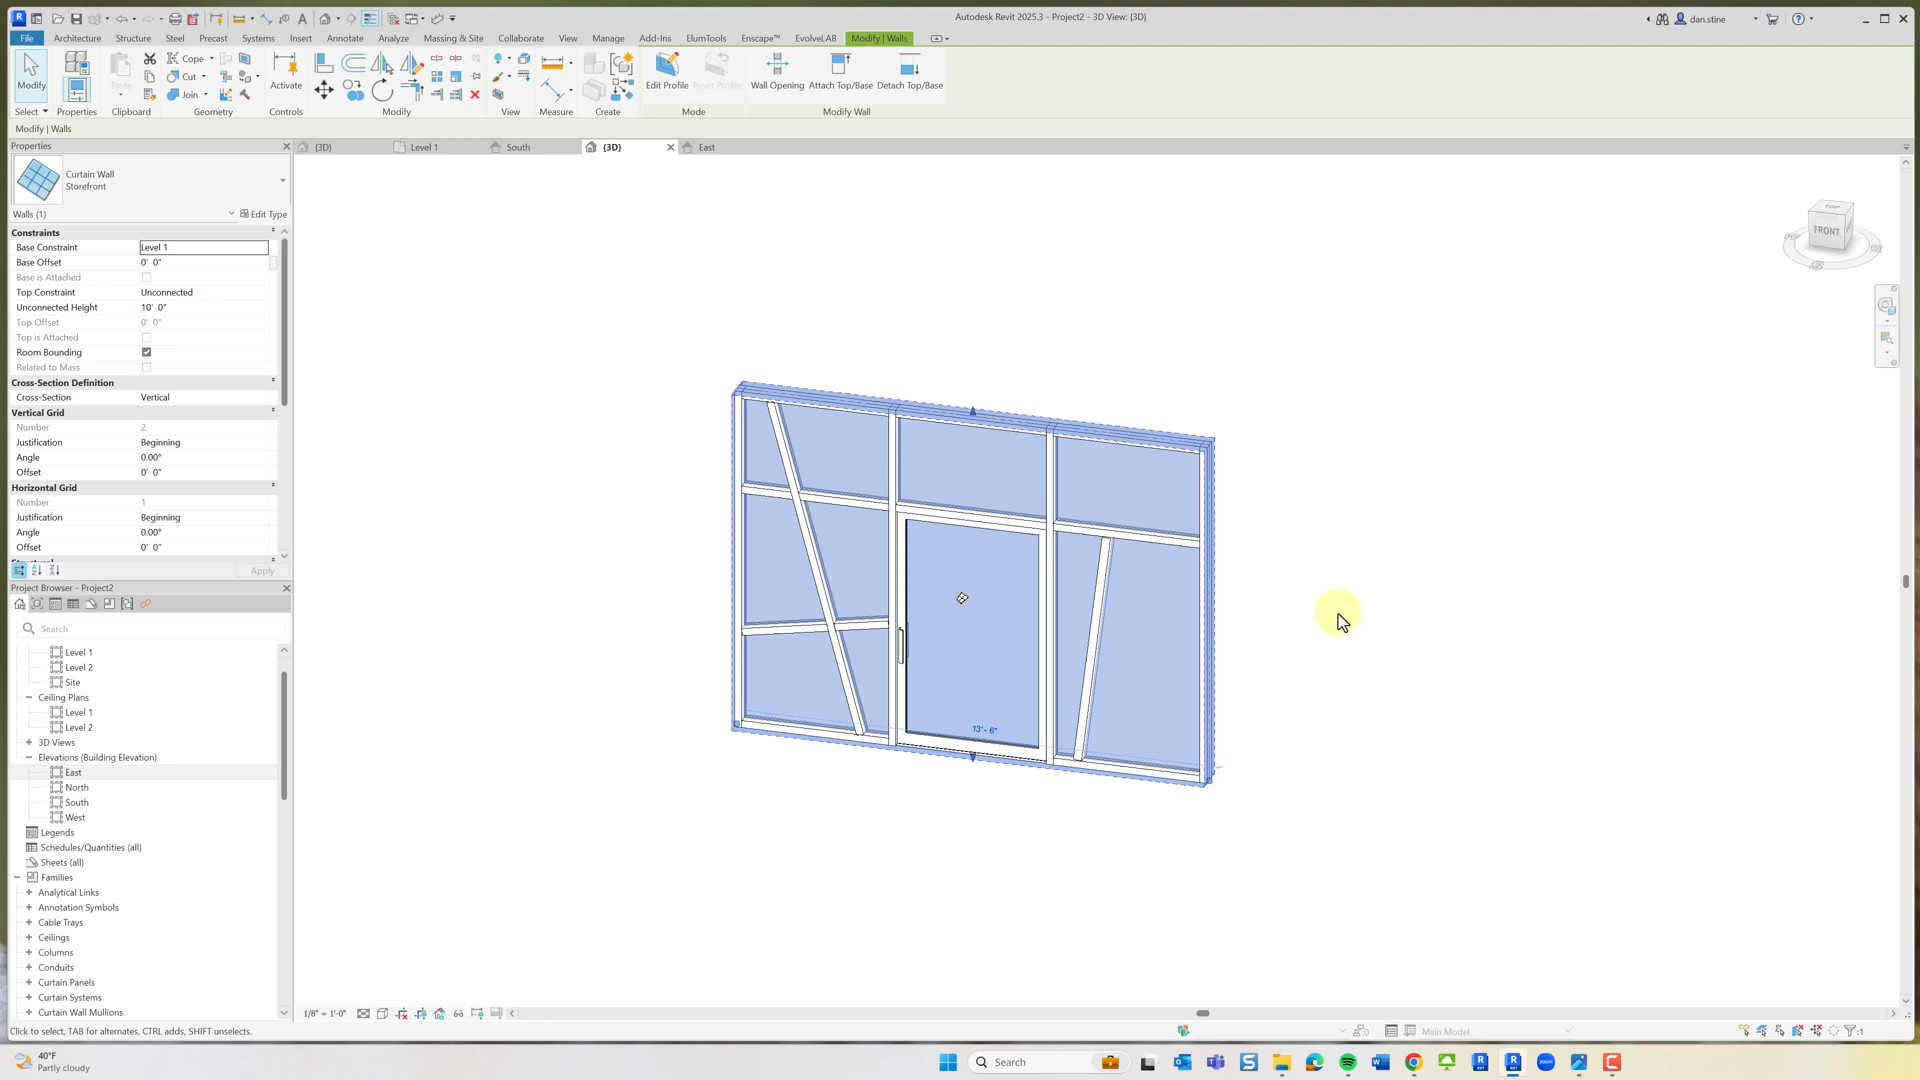 Autodesk Revit 2025.3 - Project2 - 3D View: {3D}
dan.stine
File Architecture Structure Steel Precast Systems Insert Annotate Analyze Massing & Site Collaborate View Manage Add-Ins ElumTools Enscape™ EvolveLAB Modify | Walls
Modify Paste Cope Cut Join Activate Edit Profile Reset Profile Wall Opening Attach Top/Base Detach Top/Base
Select Properties Clipboard Geometry Controls Modify View Measure Create Mode Modify Wall
Modify | Walls
Properties
{3D} Level 1 South {3D} East
Curtain Wall
Storefront
Walls (1) Edit Type
Constraints
Base Constraint Level 1
Base Offset 0' 0"
Base is Attached
Top Constraint Unconnected
Unconnected Height 10' 0"
Top Offset 0' 0"
Top is Attached
Room Bounding
Related to Mass
Cross-Section Definition
Cross-Section Vertical
Vertical Grid
Number 2
Justification Beginning
Angle 0.00°
Offset 0' 0"
Horizontal Grid
Number 1
Justification Beginning
Angle 0.00°
Offset 0' 0"
Apply
TOP
FRONT
13' - 6"
Project Browser - Project2
Search
Level 1
Level 2
Site
Ceiling Plans
Level 1
Level 2
3D Views
Elevations (Building Elevation)
East
North
South
West
Legends
Schedules/Quantities (all)
Sheets (all)
Families
Analytical Links
Annotation Symbols
Cable Trays
Ceilings
Columns
Conduits
Curtain Panels
Curtain Systems
Curtain Wall Mullions
1/8" = 1'-0"
Click to select, TAB for alternates, CTRL adds, SHIFT unselects.
:0
Main Model
:1
40°F
Partly cloudy
Search